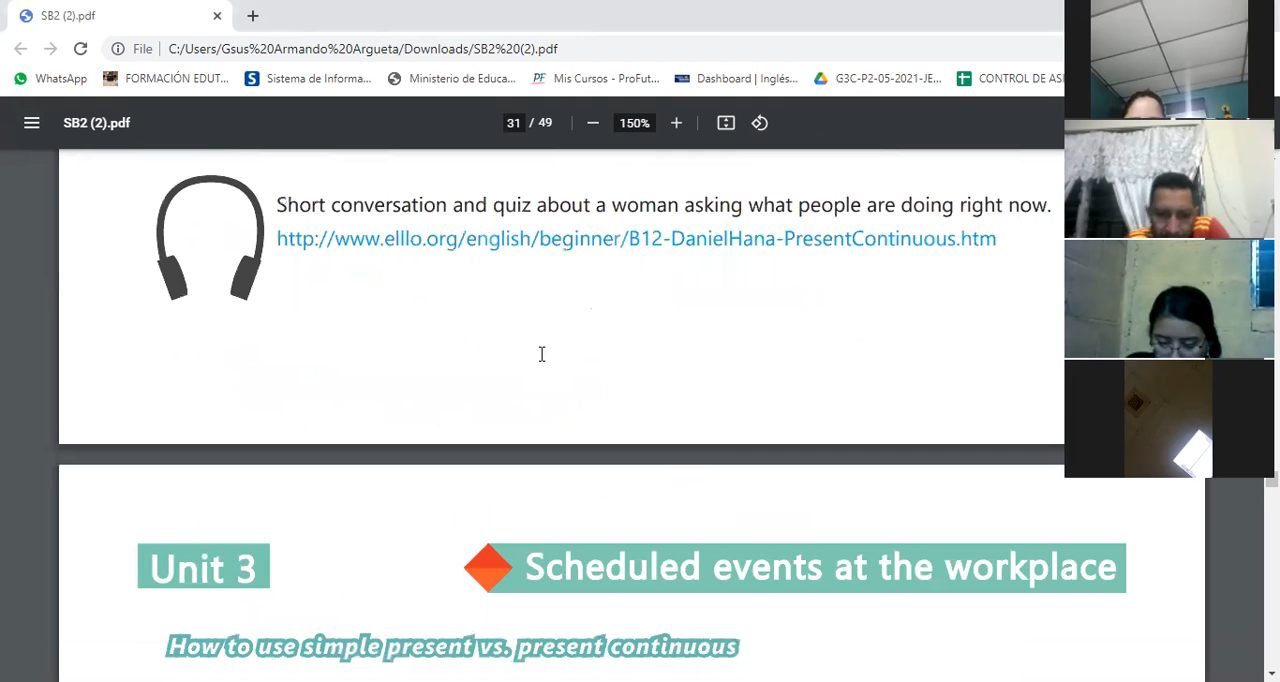 SB2 (2).pdf
File
C:/Users/Gsus%20Armando%20Argueta/Downloads/SB2%20(2).pdf
WhatsApp
FORMACIÓN EDUT...
Sistema de Informa...
Ministerio de Educa...
Mis Cursos - ProFut...
Dashboard | Inglés...
G3C-P2-05-2021-JE...
CONTROL DE ASI
SB2 (2).pdf
31 / 49
150%
Short conversation and quiz about a woman asking what people are doing right now.
http://www.elllo.org/english/beginner/B12-DanielHana-PresentContinuous.htm
Unit 3
Scheduled events at the workplace
How to use simple present vs. present continuous